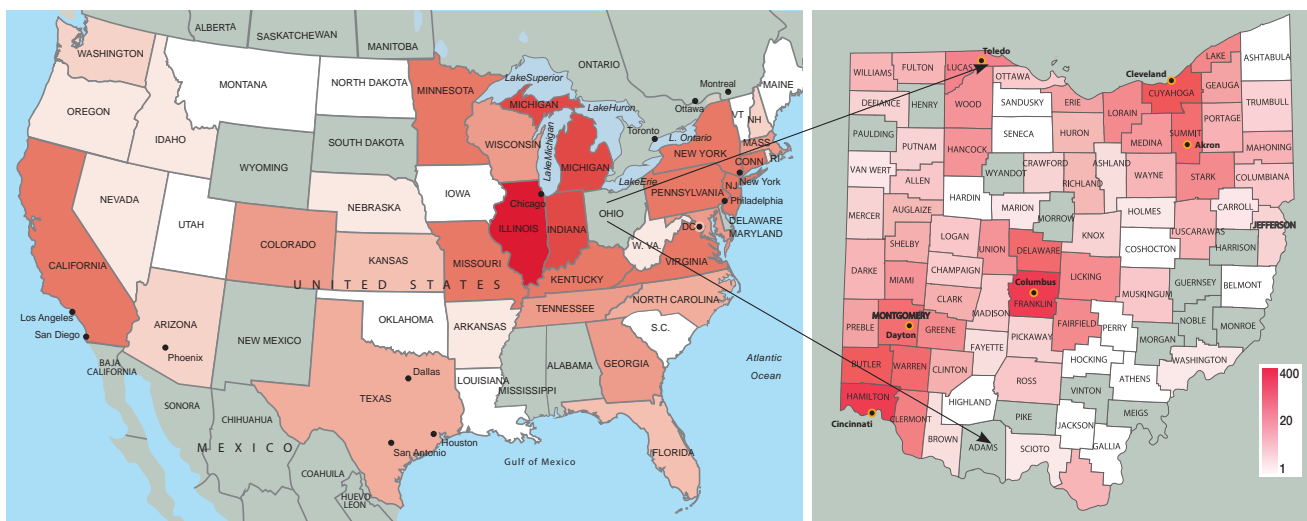 ALBERTA
SASKATCHEWAN
MANITOBA
ONTARIO
WASHINGTON
MONTANA
NORTH DAKOTA
MINNESOTA
LakeSuperior
MICHIGAN
LakeHuron
Montreal
MAINE
Ottawa
OREGON
IDAHO
SOUTH DAKOTA
WISCONSIN
LakeMichigan
MICHIGAN
Toronto
L. Ontario
VT
NH
MASS
WYOMING
NEW YORK
CONN
RI
IOWA
LakeErie
New York
NEVADA
UTAH
NEBRASKA
Chicago
PENNSYLVANIA
NJ
Philadelphia
OHIO
ILLINOIS
INDIANA
DC
DELAWARE
MARYLAND
COLORADO
W. VA.
CALIFORNIA
KANSAS
MISSOURI
VIRGINIA
UNITED STATES
KENTUCKY
NORTH CAROLINA
TENNESSEE
Los Angeles
San Diego
ARIZONA
OKLAHOMA
ARKANSAS
S.C.
NEW MEXICO
Phoenix
ALABAMA
GEORGIA
Atlantic
Ocean
BAJA
CALIFORNIA
Dallas
LOUISIANA
MISSISSIPPI
TEXAS
SONORA
CHIHUAHUA
MEXICO
Houston
San Antonio
FLORIDA
Gulf of Mexico
COAHUILA
HUEVO
LEON
Toledo
LAKE
ASHTABULA
WILLIAMS
FULTON
LUCAS
OTTAWA
Cleveland
CUYAHOGA
GEAUGA
DEFIANCE
HENRY
WOOD
SANDUSKY
ERIE
LORAIN
TRUMBULL
PORTAGE
PAULDING
SENECA
HURON
MEDINA
SUMMIT
Akron
PUTNAM
HANCOCK
MAHONING
VAN WERT
ALLEN
WYANDOT
CRAWFORD
ASHLAND
RICHLAND
WAYNE
STARK
COLUMBIANA
HARDIN
MARION
MERCER
AUGLAIZE
MORROW
HOLMES
CARROLL
JEFFERSON
LOGAN
KNOX
TUSCARAWAS
SHELBY
UNION
DELAWARE
COSHOCTON
HARRISON
DARKE
MIAMI
CHAMPAIGN
Columbus
LICKING
GUERNSEY
BELMONT
CLARK
FRANKLIN
MUSKINGUM
MADISON
MONTGOMERY
Dayton
PREBLE
GREENE
FAIRFIELD
PERRY
NOBLE
MONROE
PICKAWAY
MORGAN
FAYETTE
BUTLER
WARREN
CLINTON
HOCKING
WASHINGTON
ROSS
ATHENS
VINTON
HAMILTON
HIGHLAND
CLERMONT
Cincinnati
PIKE
MEIGS
JACKSON
BROWN
ADAMS
SCIOTO
GALLIA
400
20
1